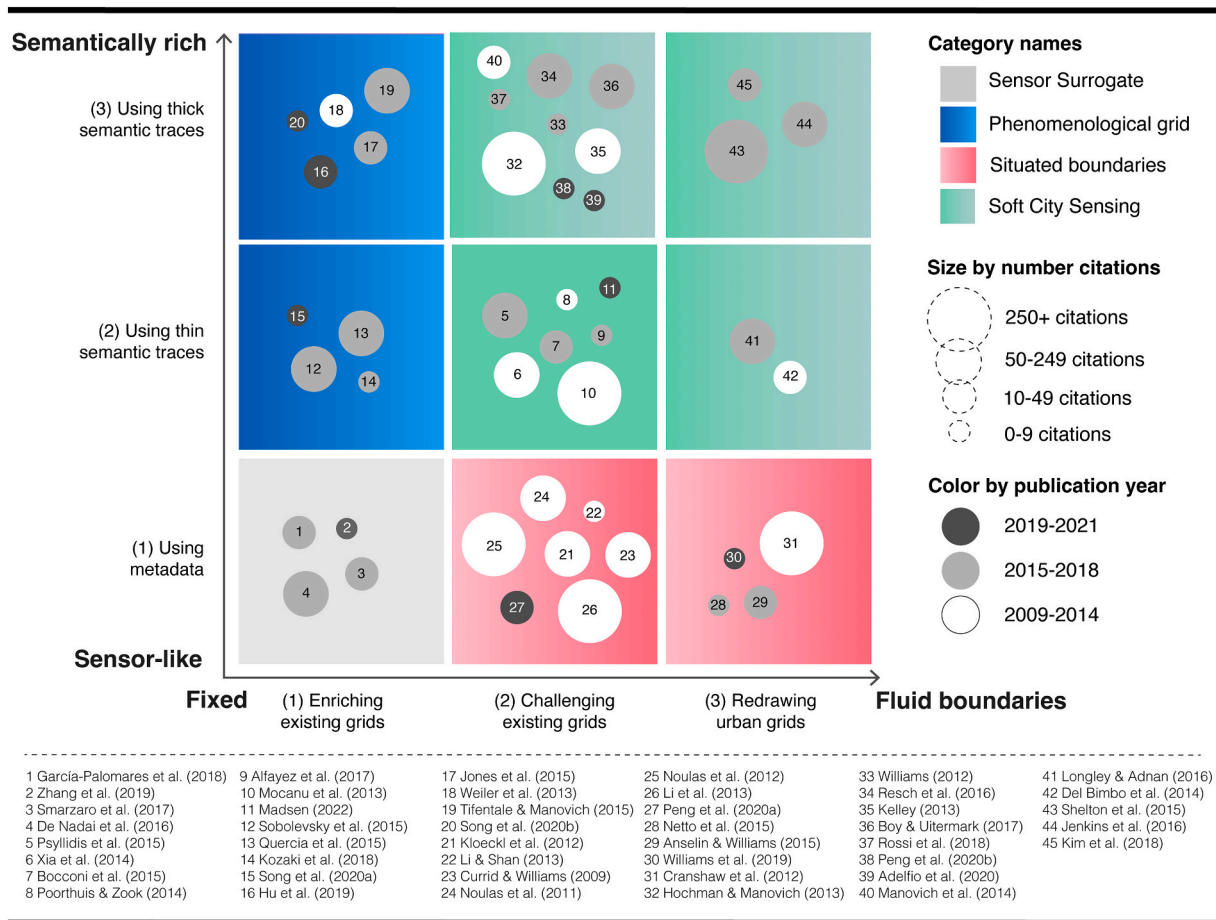 Semantically rich
(3) Using thick
semantic traces
(2) Using thin
semantic traces
(1) Using
metadata
Sensor-like
Fixed
(1) Enriching
existing grids
(2) Challenging
existing grids
(3) Redrawing
urban grids
Fluid boundaries
19
18
20
17
16
40
34
36
37
33
32
35
38
39
45
44
43
15
13
12
14
11
8
5
9
7
6
10
41
42
1
2
3
4
24
22
25
21
23
27
26
31
30
28
29
Category names
Sensor Surrogate
Phenomenological grid
Situated boundaries
Soft City Sensing
Size by number citations
250+ citations
50-249 citations
10-49 citations
0-9 citations
Color by publication year
2019-2021
2015-2018
2009-2014
1 García-Palomares et al. (2018)
2 Zhang et al. (2019)
3 Smarzaro et al. (2017)
4 De Nadai et al. (2016)
5 Psyllidis et al. (2015)
6 Xia et al. (2014)
7 Bocconi et al. (2015)
8 Poorthuis & Zook (2014)
9 Alfayez et al. (2017)
10 Mocanu et al. (2013)
11 Madsen (2022)
12 Sobolevsky et al. (2015)
13 Quercia et al. (2015)
14 Kozaki et al. (2018)
15 Song et al. (2020a)
16 Hu et al. (2019)
17 Jones et al. (2015)
18 Weiler et al. (2013)
19 Tifentale & Manovich (2015)
20 Song et al. (2020b)
21 Kloeckl et al. (2012)
22 Li & Shan (2013)
23 Currid & Williams (2009)
24 Noulas et al. (2011)
25 Noulas et al. (2012)
26 Li et al. (2013)
27 Peng et al. (2020a)
28 Netto et al. (2015)
29 Anselin & Williams (2015)
30 Williams et al. (2019)
31 Cranshaw et al. (2012)
32 Hochman & Manovich (2013)
33 Williams (2012)
34 Resch et al. (2016)
35 Kelley (2013)
36 Boy & Uitermark (2017)
37 Rossi et al. (2018)
38 Peng et al. (2020b)
39 Adelfio et al. (2020)
40 Manovich et al. (2014)
41 Longley & Adnan (2016)
42 Del Bimbo et al. (2014)
43 Shelton et al. (2015)
44 Jenkins et al. (2016)
45 Kim et al. (2018)